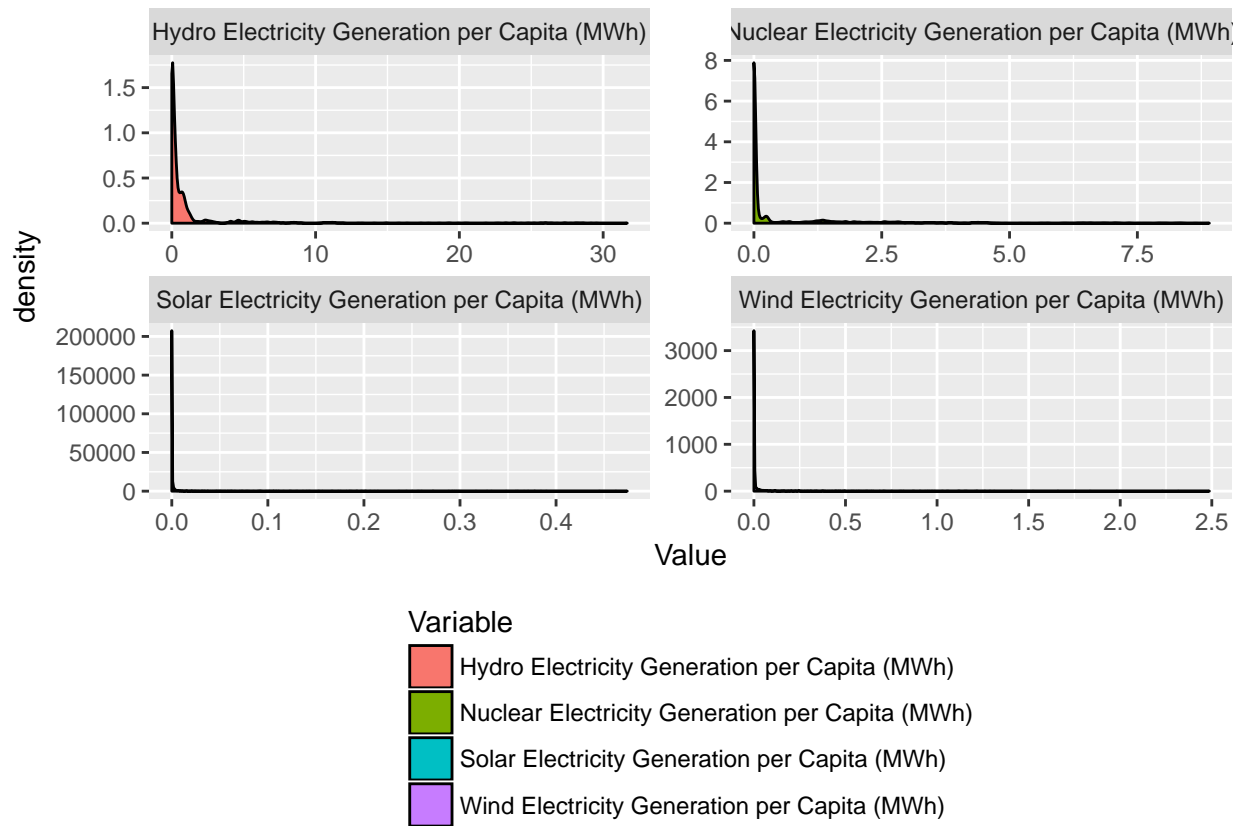 Hydro Electricity Generation per Capita (MWh)
Nuclear Electricity Generation per Capita (MWh)
1.5
1.0
0.5
0.0
0 10 20 30
8
6
4
2
0
0.0 2.5 5.0 7.5
Solar Electricity Generation per Capita (MWh)
Wind Electricity Generation per Capita (MWh)
200000
150000
100000
50000
0
0.0 0.1 0.2 0.3 0.4
3000
2000
1000
0
0.0 0.5 1.0 1.5 2.0 2.5
density
Value
Variable
Hydro Electricity Generation per Capita (MWh)
Nuclear Electricity Generation per Capita (MWh)
Solar Electricity Generation per Capita (MWh)
Wind Electricity Generation per Capita (MWh)